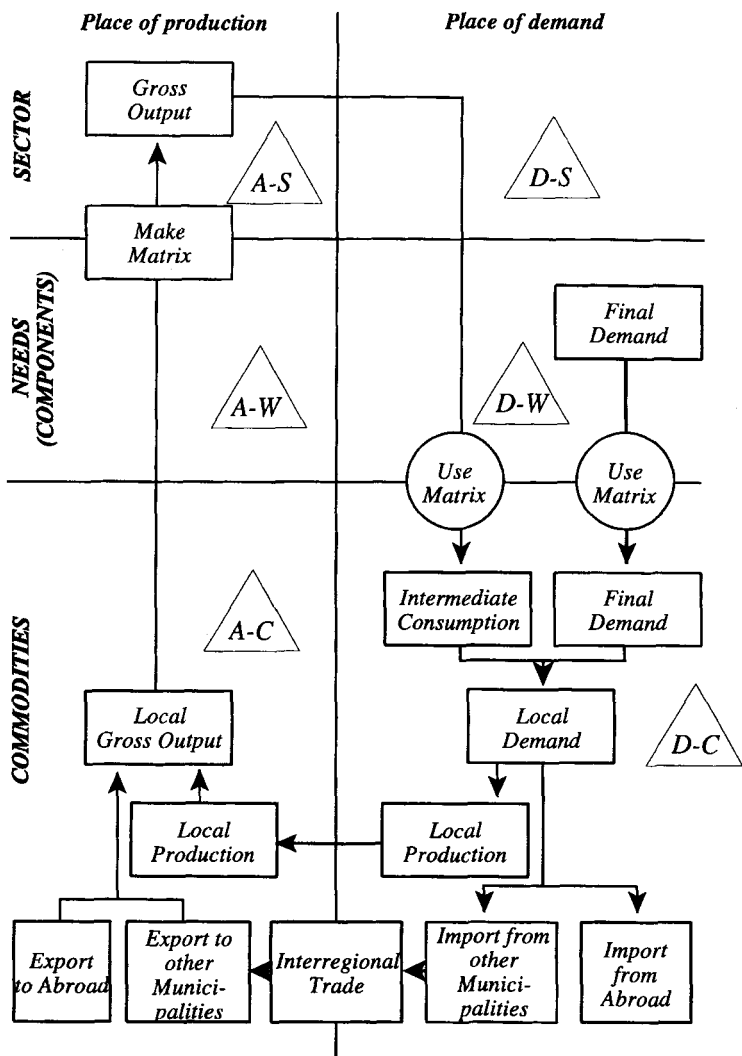 Place of production
Place of demand
SECTOR
Gross
Output
A-S
D-S
Make
Matrix
NEEDS
(COMPONENTS)
Final
Demand
A-W
D-W
Use
Matrix
Use
Matrix
COMMODITIES
Intermediate
Consumption
Final
Demand
A-C
Local
Gross Output
Local
Demand
D-C
Local
Production
Local
Production
Export
to Abroad
Export to
other
Munici-
palities
Interregional
Trade
Import from
other
Munici-
palities
Import
from
Abroad